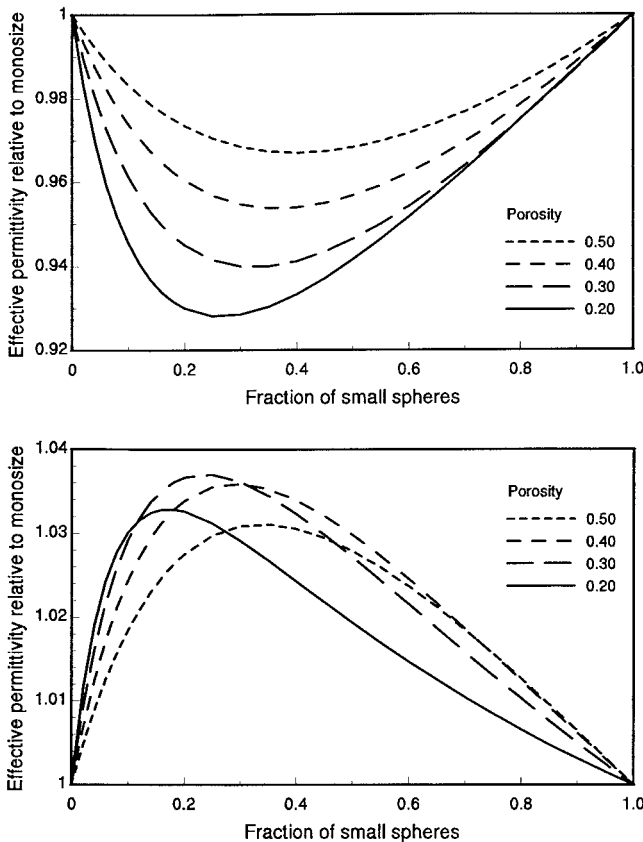 Effective permittivity relative to monosize
1
0.98
0.96
0.94
0.92
Porosity
0.50
0.40
0.30
0.20
0 0.2 0.4 0.6 0.8 1.0
Fraction of small spheres
Effective permittivity relative to monosize
1.04
1.03
1.02
1.01
1
Porosity
0.50
0.40
0.30
0.20
0 0.2 0.4 0.6 0.8 1.0
Fraction of small spheres